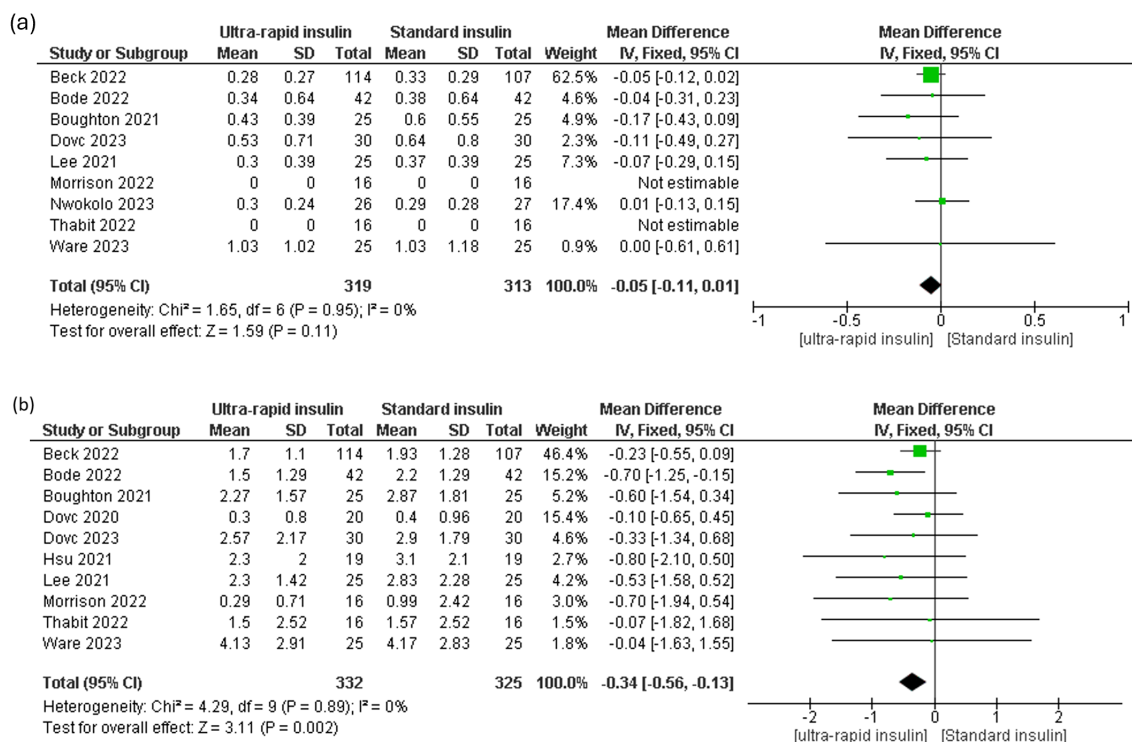 (a)
Ultra-rapid insulin Standard insulin Mean Difference Mean Difference
Study or Subgroup Mean SD Total Mean SD Total Weight IV, Fixed, 95% CI IV, Fixed, 95% CI
Beck 2022 0.28 0.27 114 0.33 0.29 107 62.5% -0.05 [-0.12, 0.02]
Bode 2022 0.34 0.64 42 0.38 0.64 42 4.6% -0.04 [-0.31, 0.23]
Boughton 2021 0.43 0.39 25 0.6 0.55 25 4.9% -0.17 [-0.43, 0.09]
Dovc 2023 0.53 0.71 30 0.64 0.8 30 2.3% -0.11 [-0.49, 0.27]
Lee 2021 0.3 0.39 25 0.37 0.39 25 7.3% -0.07 [-0.29, 0.15]
Morrison 2022 0 0 16 0 0 16 Not estimable
Nwokolo 2023 0.3 0.24 26 0.29 0.28 27 17.4% 0.01 [-0.13, 0.15]
Thabit 2022 0 0 16 0 0 16 Not estimable
Ware 2023 1.03 1.02 25 1.03 1.18 25 0.9% 0.00 [-0.61, 0.61]
Total (95% CI) 319 313 100.0% -0.05 [-0.11, 0.01]
Heterogeneity: Chi² = 1.65, df = 6 (P = 0.95); I² = 0%
Test for overall effect: Z = 1.59 (P = 0.11)
-1 -0.5 0 0.5 1
[ultra-rapid insulin] [Standard insulin]
(b)
Ultra-rapid insulin Standard insulin Mean Difference Mean Difference
Study or Subgroup Mean SD Total Mean SD Total Weight IV, Fixed, 95% CI IV, Fixed, 95% CI
Beck 2022 1.7 1.1 114 1.93 1.28 107 46.4% -0.23 [-0.55, 0.09]
Bode 2022 1.5 1.29 42 2.2 1.29 42 15.2% -0.70 [-1.25, -0.15]
Boughton 2021 2.27 1.57 25 2.87 1.81 25 5.2% -0.60 [-1.54, 0.34]
Dovc 2020 0.3 0.8 20 0.4 0.96 20 15.4% -0.10 [-0.65, 0.45]
Dovc 2023 2.57 2.17 30 2.9 1.79 30 4.6% -0.33 [-1.34, 0.68]
Hsu 2021 2.3 2 19 3.1 2.1 19 2.7% -0.80 [-2.10, 0.50]
Lee 2021 2.3 1.42 25 2.83 2.28 25 4.2% -0.53 [-1.58, 0.52]
Morrison 2022 0.29 0.71 16 0.99 2.42 16 3.0% -0.70 [-1.94, 0.54]
Thabit 2022 1.5 2.52 16 1.57 2.52 16 1.5% -0.07 [-1.82, 1.68]
Ware 2023 4.13 2.91 25 4.17 2.83 25 1.8% -0.04 [-1.63, 1.55]
Total (95% CI) 332 325 100.0% -0.34 [-0.56, -0.13]
Heterogeneity: Chi² = 4.29, df = 9 (P = 0.89); I² = 0%
Test for overall effect: Z = 3.11 (P = 0.002)
-2 -1 0 1 2
[ultra-rapid insulin] [Standard insulin]